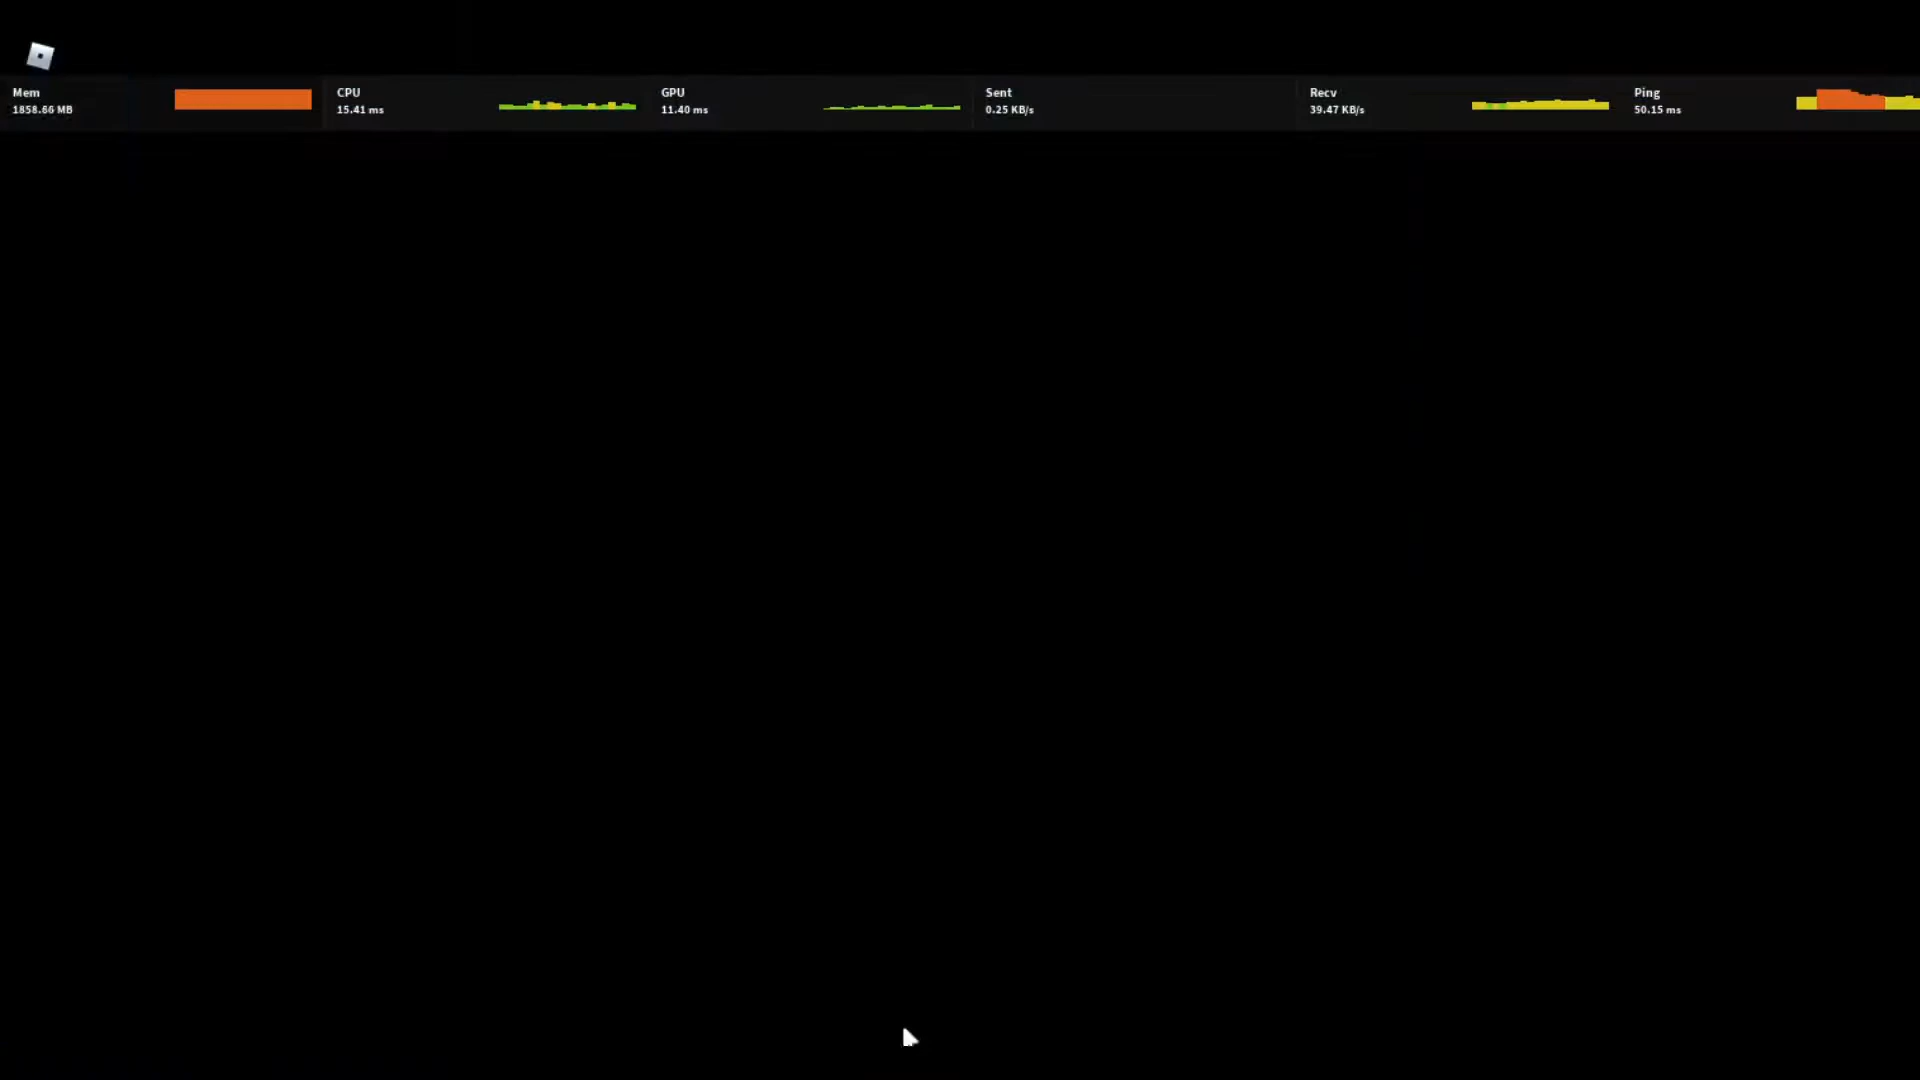 Mem CPU GPU Sent Recv Ping
1858.66 MB 15.41 ms 11.40 ms 0.25 KB/s 39.47 KB/s 50.15 ms